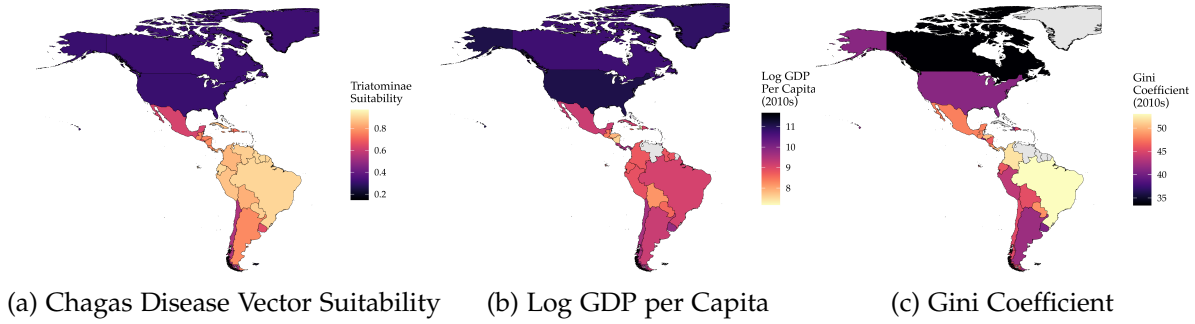 Triatominae
Suitability
0.8
0.6
0.4
0.2
Log GDP
Per Capita
(2010s)
11
10
9
8
Gini
Coefficient
(2010s)
50
45
40
35
(a) Chagas Disease Vector Suitability
(b) Log GDP per Capita
(c) Gini Coefficient